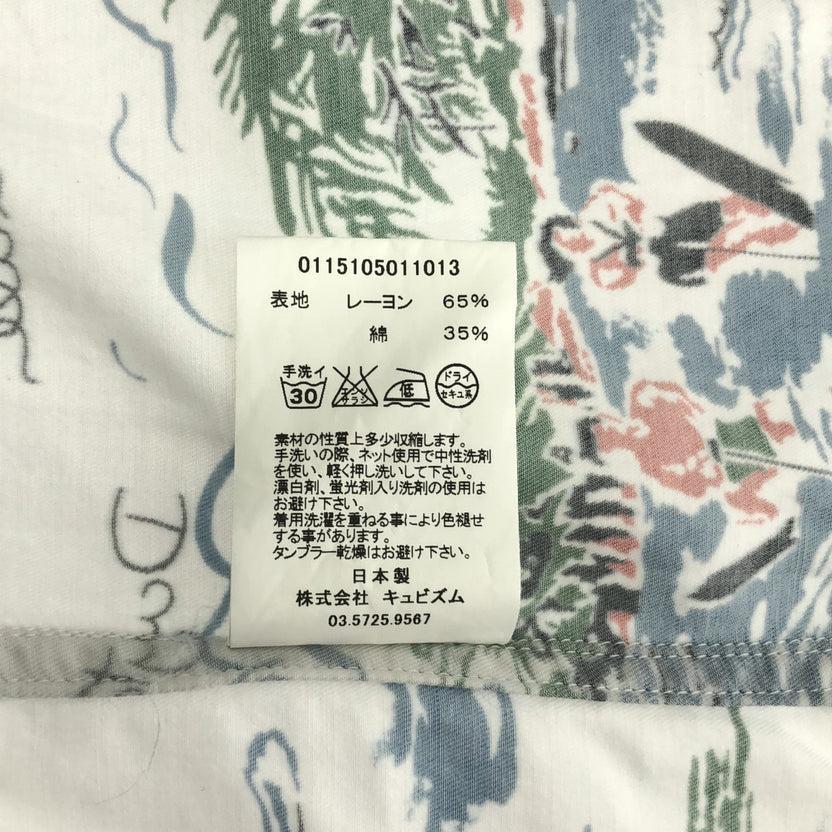 0115105011013
表地 レーヨン 65%
綿 35%
手洗イ 30 エンソ サラシ 低 ドライ セキユ系
素材の性質上多少収縮します。
手洗いの際、ネット使用で中性洗剤
を使い、軽く押し洗いして下さい。
漂白剤、蛍光剤入り洗剤の使用は
お避け下さい。
着用洗濯を重ねる事により色褪せ
する事があります。
タンブラー乾燥はお避け下さい。
日本製
株式会社 キュビズム
03.5725.9567